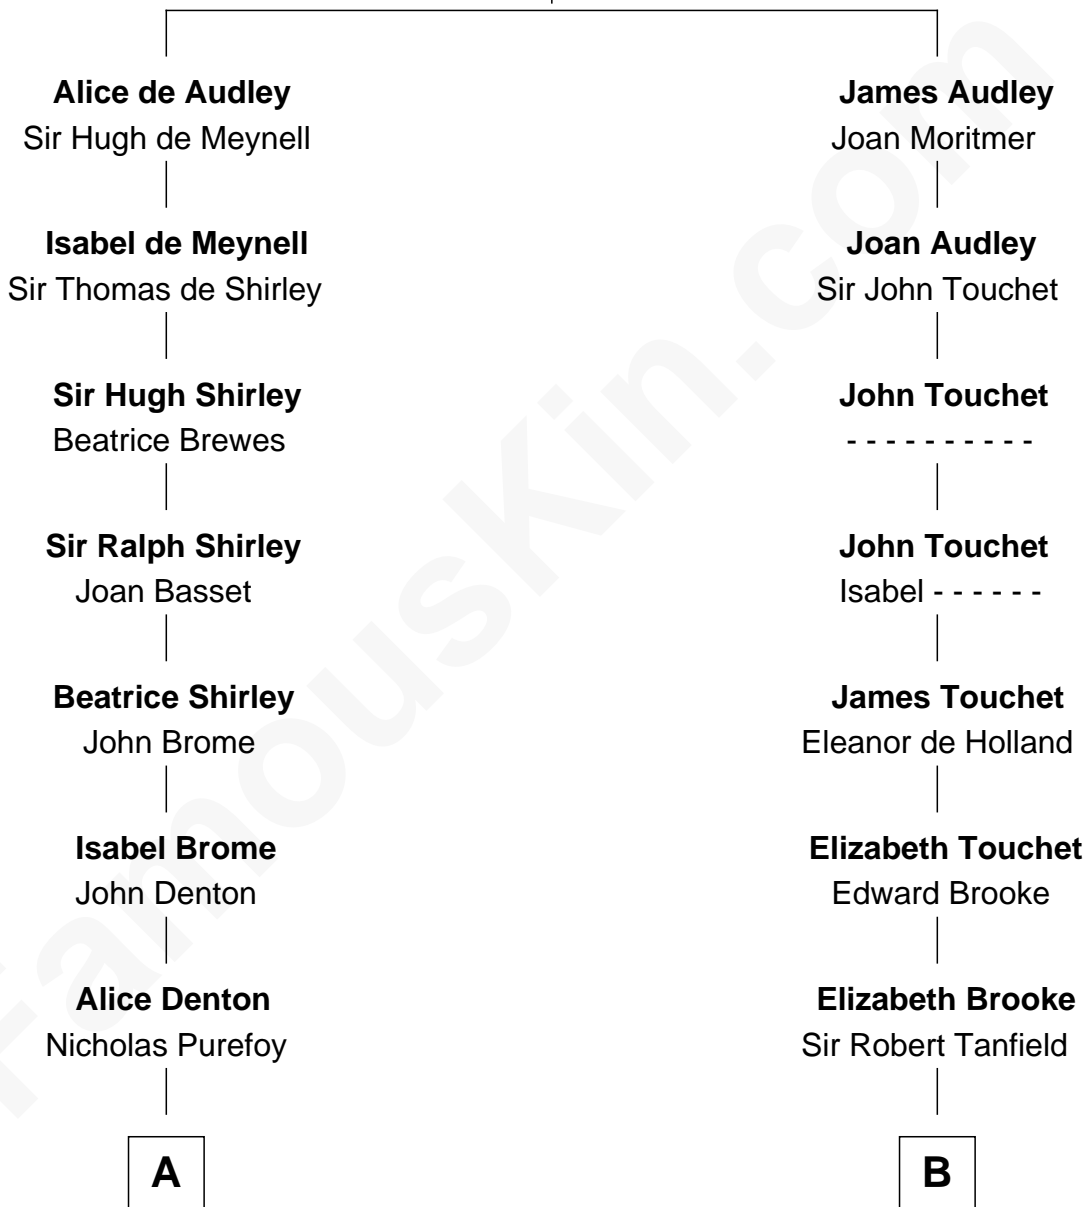 Alice de Audley
Sir Hugh de Meynell
Isabel de Meynell
Sir Thomas de Shirley
Sir Hugh Shirley
Beatrice Brewes
Sir Ralph Shirley
Joan Basset
Beatrice Shirley
John Brome
Isabel Brome
John Denton
Alice Denton
Nicholas Purefoy
A
James Audley
Joan Moritmer
Joan Audley
Sir John Touchet
John Touchet
- - - - - - - - - -
John Touchet
Isabel - - - - - -
James Touchet
Eleanor de Holland
Elizabeth Touchet
Edward Brooke
Elizabeth Brooke
Sir Robert Tanfield
B
FamousKin.com